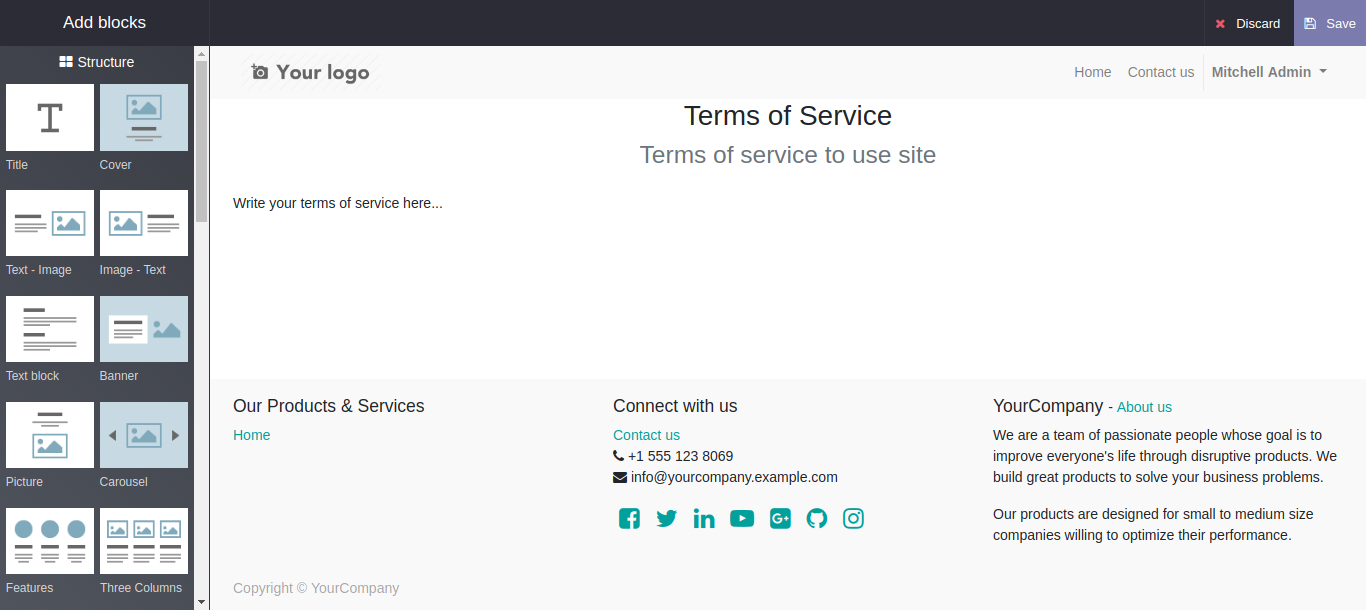 Add blocks
Discard
Save
Structure
Title
Cover
Text - Image
Image - Text
Text block
Banner
Picture
Carousel
Features
Three Columns
Your logo
Home
Contact us
Mitchell Admin
Terms of Service
Terms of service to use site
Write your terms of service here...
Our Products & Services
Home
Connect with us
Contact us
+1 555 123 8069
info@yourcompany.example.com
YourCompany - About us
We are a team of passionate people whose goal is to
improve everyone's life through disruptive products. We
build great products to solve your business problems.
Our products are designed for small to medium size
companies willing to optimize their performance.
Copyright © YourCompany